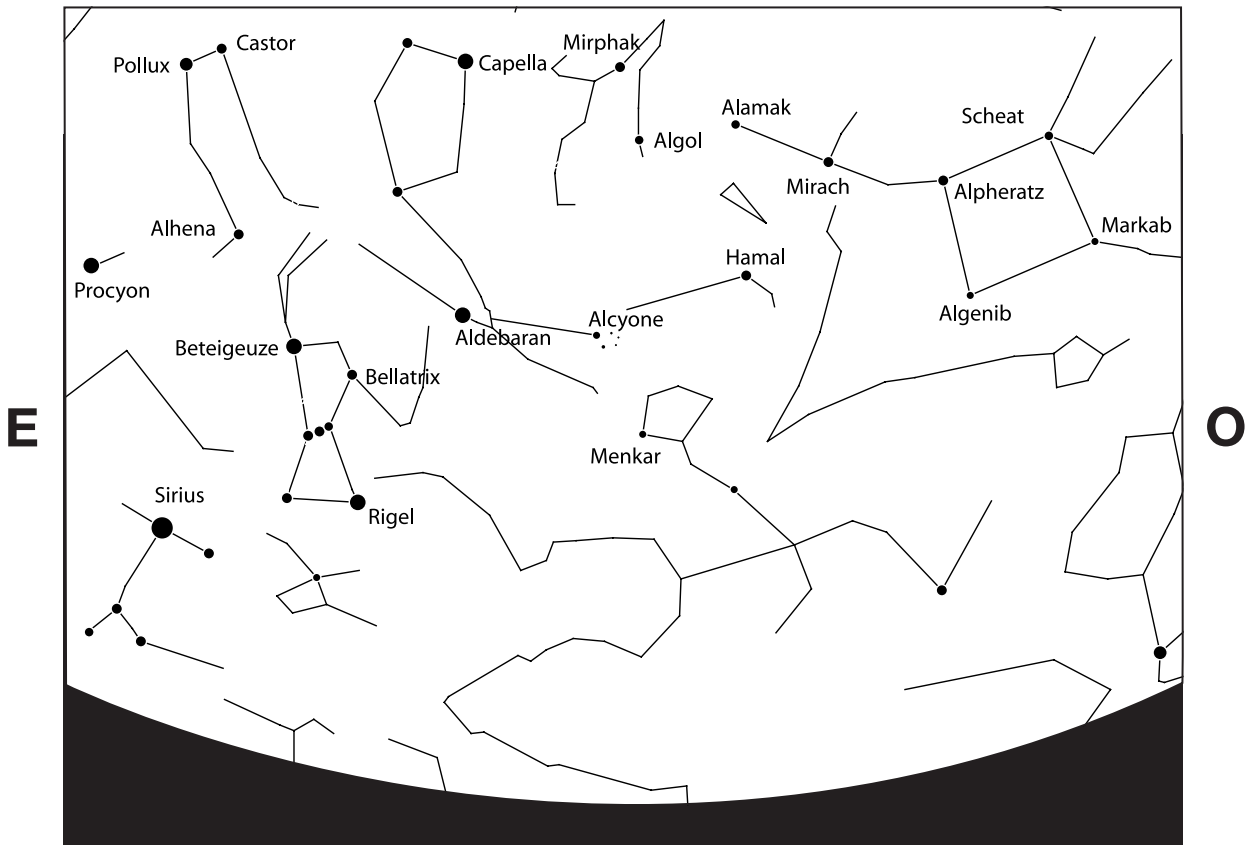 Castor
Pollux
Capella
Mirphak
Algol
Alamak
Mirach
Scheat
Alpheratz
Markab
Algenib
Alhena
Procyon
Hamal
Alcyone
Aldebaran
Beteigeuze
Bellatrix
E
O
Menkar
Sirius
Rigel